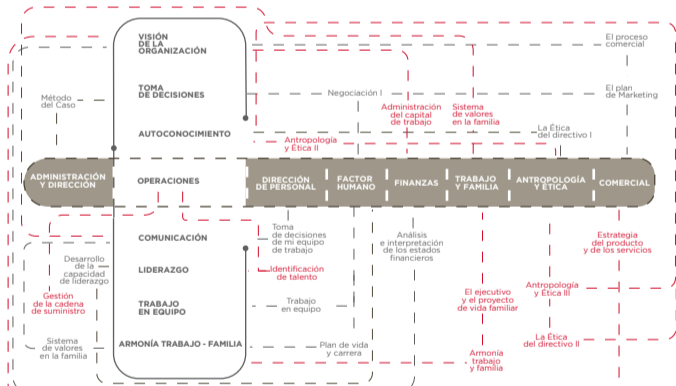 VISIÓN
DE LA
ORGANIZACIÓN
El proceso
comercial
TOMA
DE DECISIONES
Negociación I
El plan
de Marketing
Método
del Caso
Administración
del capital
de trabajo
Sistema
de valores
en la familia
AUTOCONOCIMIENTO
La Ética
del directivo I
Antropología
y Ética II
ADMINISTRACIÓN
Y DIRECCIÓN
OPERACIONES
DIRECCIÓN
DE PERSONAL
FACTOR
HUMANO
FINANZAS
TRABAJO
Y FAMILIA
ANTROPOLOGÍA
Y ÉTICA
COMERCIAL
COMUNICACIÓN
Toma
de decisiones
de mi equipo
de trabajo
Análisis
e interpretación
de los estados
financieros
Estrategia
del producto
y de los servicios
Desarrollo
de la
capacidad
de liderazgo
LIDERAZGO
Identificación
de talento
Gestión
de la cadena
de suministro
TRABAJO
EN EQUIPO
Trabajo
en equipo
El ejecutivo
y el proyecto
de vida familiar
Antropología
y Ética III
Sistema
de valores
en la familia
ARMONÍA TRABAJO - FAMILIA
Plan de vida
y carrera
Armonía
trabajo
y familia
La Ética
del directivo II